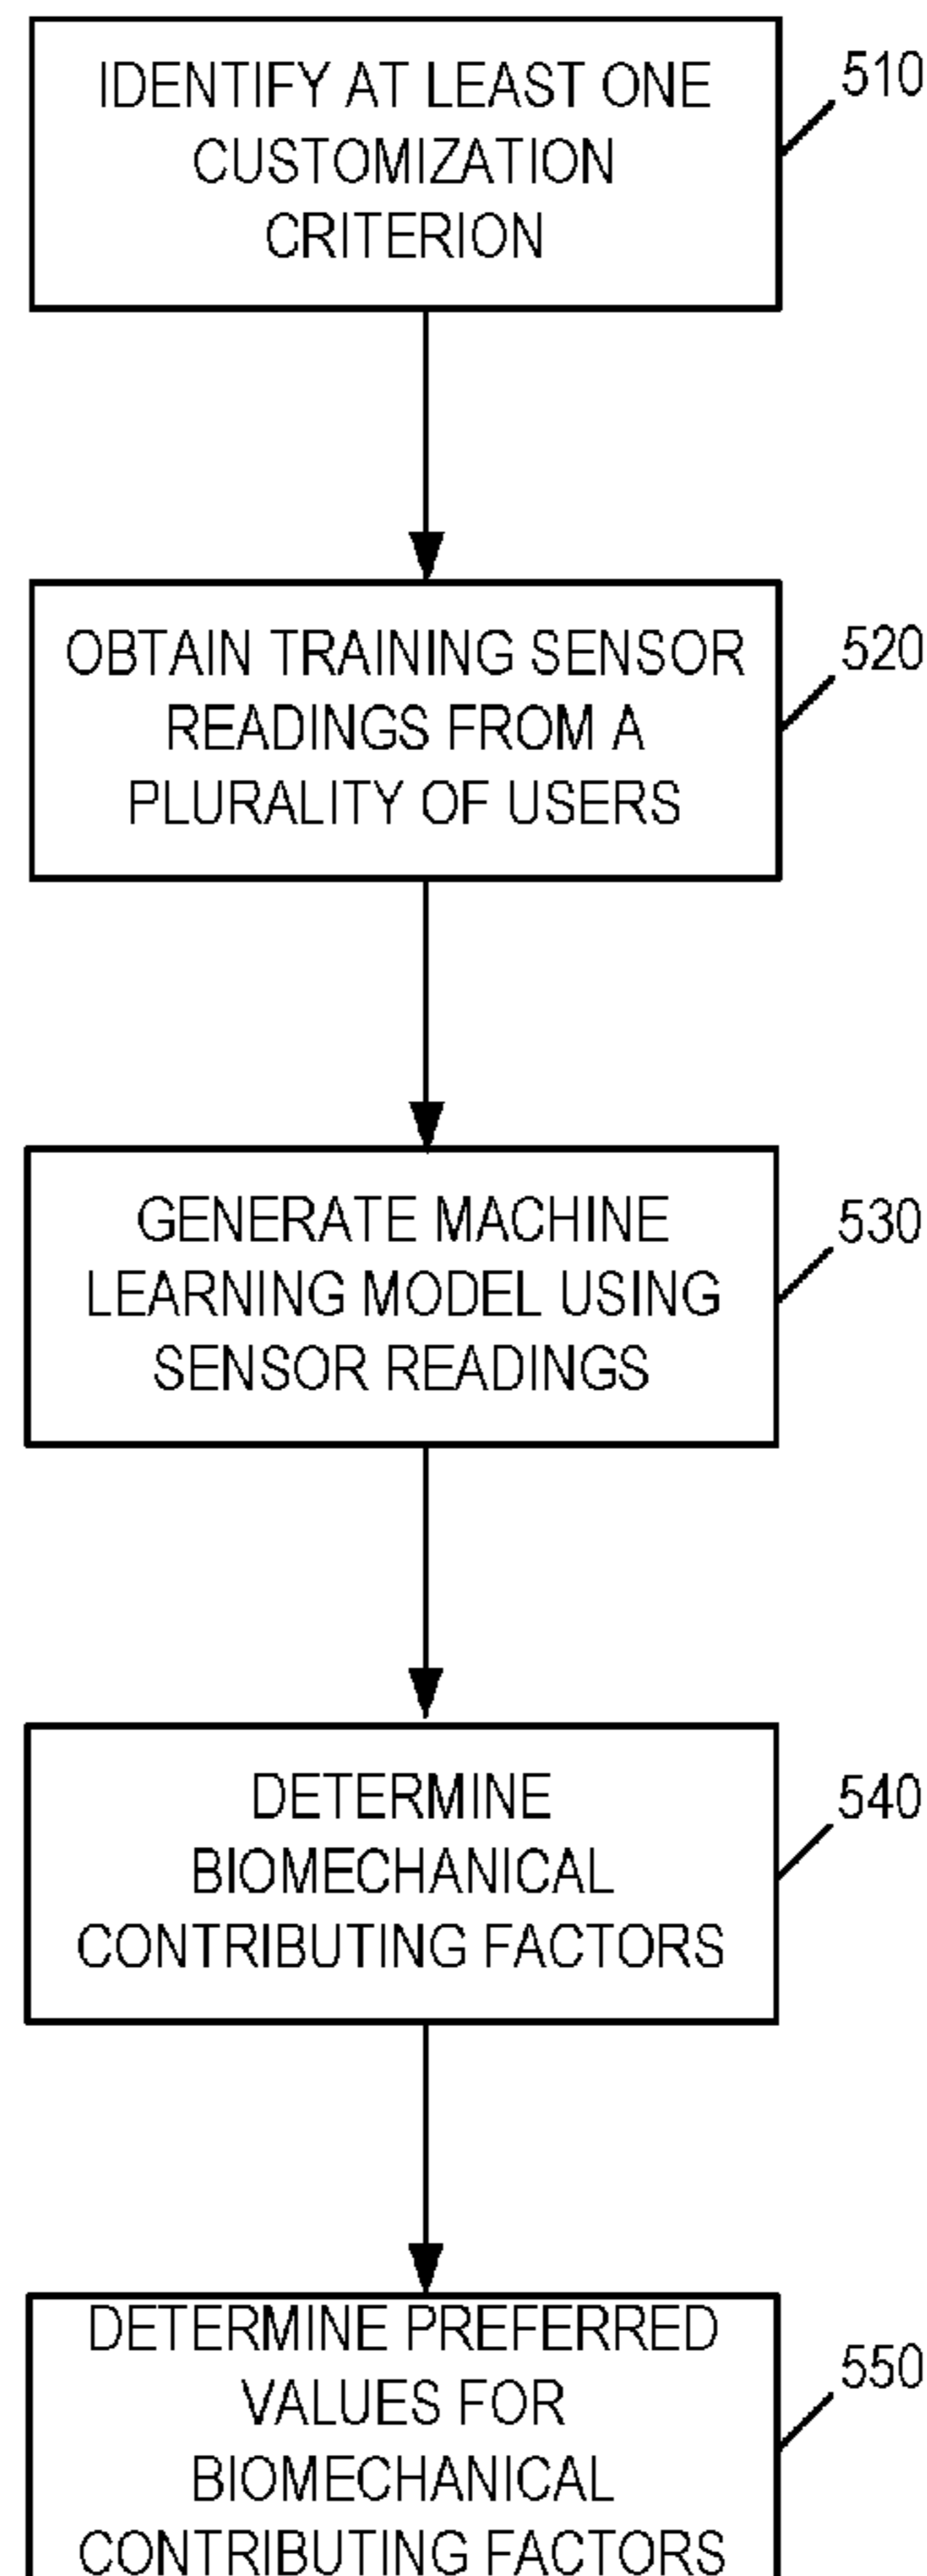 IDENTIFY AT LEAST ONE
CUSTOMIZATION
CRITERION
510
OBTAIN TRAINING SENSOR
READINGS FROM A
PLURALITY OF USERS
520
GENERATE MACHINE
LEARNING MODEL USING
SENSOR READINGS
530
DETERMINE
BIOMECHANICAL
CONTRIBUTING FACTORS
540
DETERMINE PREFERRED
VALUES FOR
BIOMECHANICAL
CONTRIBUTING FACTORS
550